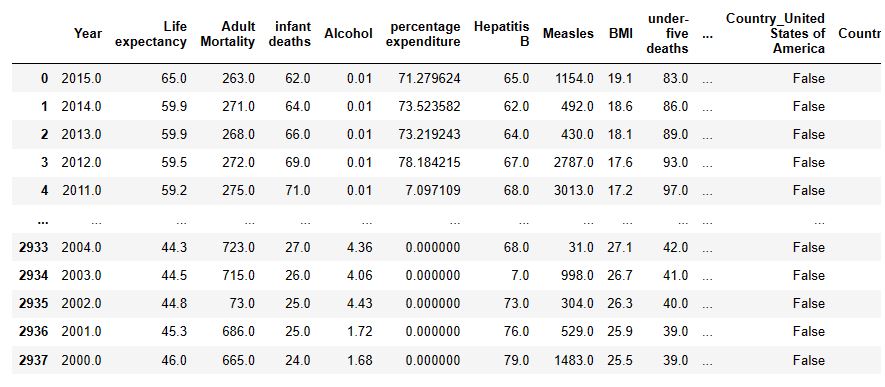 Year Life expectancy Adult Mortality infant deaths Alcohol percentage expenditure Hepatitis B Measles BMI under-five deaths ... Country_United States of America Countr
0 2015.0 65.0 263.0 62.0 0.01 71.279624 65.0 1154.0 19.1 83.0 ... False
1 2014.0 59.9 271.0 64.0 0.01 73.523582 62.0 492.0 18.6 86.0 ... False
2 2013.0 59.9 268.0 66.0 0.01 73.219243 64.0 430.0 18.1 89.0 ... False
3 2012.0 59.5 272.0 69.0 0.01 78.184215 67.0 2787.0 17.6 93.0 ... False
4 2011.0 59.2 275.0 71.0 0.01 7.097109 68.0 3013.0 17.2 97.0 ... False
... ... ... ... ... ... ... ... ... ... ... ... ...
2933 2004.0 44.3 723.0 27.0 4.36 0.000000 68.0 31.0 27.1 42.0 ... False
2934 2003.0 44.5 715.0 26.0 4.06 0.000000 7.0 998.0 26.7 41.0 ... False
2935 2002.0 44.8 73.0 25.0 4.43 0.000000 73.0 304.0 26.3 40.0 ... False
2936 2001.0 45.3 686.0 25.0 1.72 0.000000 76.0 529.0 25.9 39.0 ... False
2937 2000.0 46.0 665.0 24.0 1.68 0.000000 79.0 1483.0 25.5 39.0 ... False